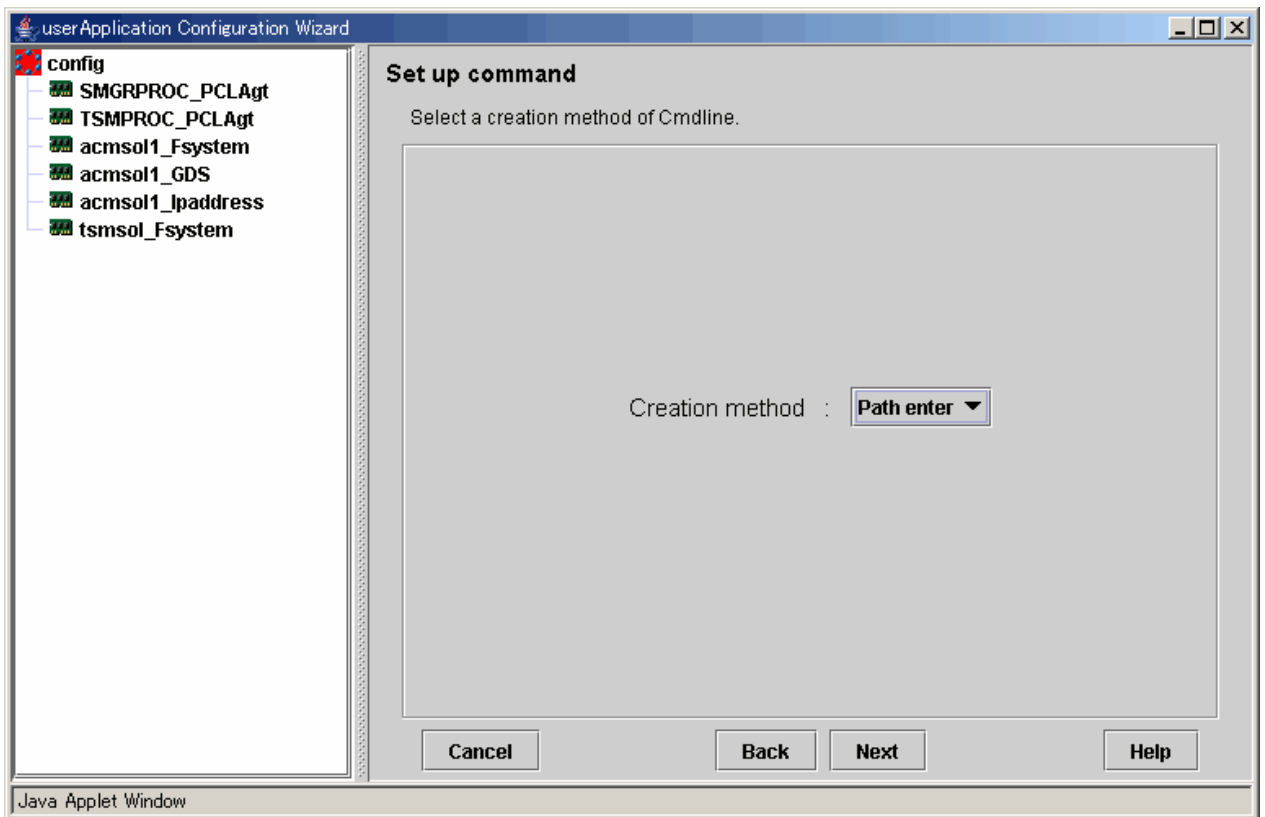 userApplication Configuration Wizard
config
SMGRPROC_PCLAgt
TSMPROC_PCLAgt
acmsol1_Fsystem
acmsol1_GDS
acmsol1_Ipaddress
tsmsol_Fsystem
Set up command
Select a creation method of Cmdline.
Creation method : Path enter
Cancel Back Next Help
Java Applet Window